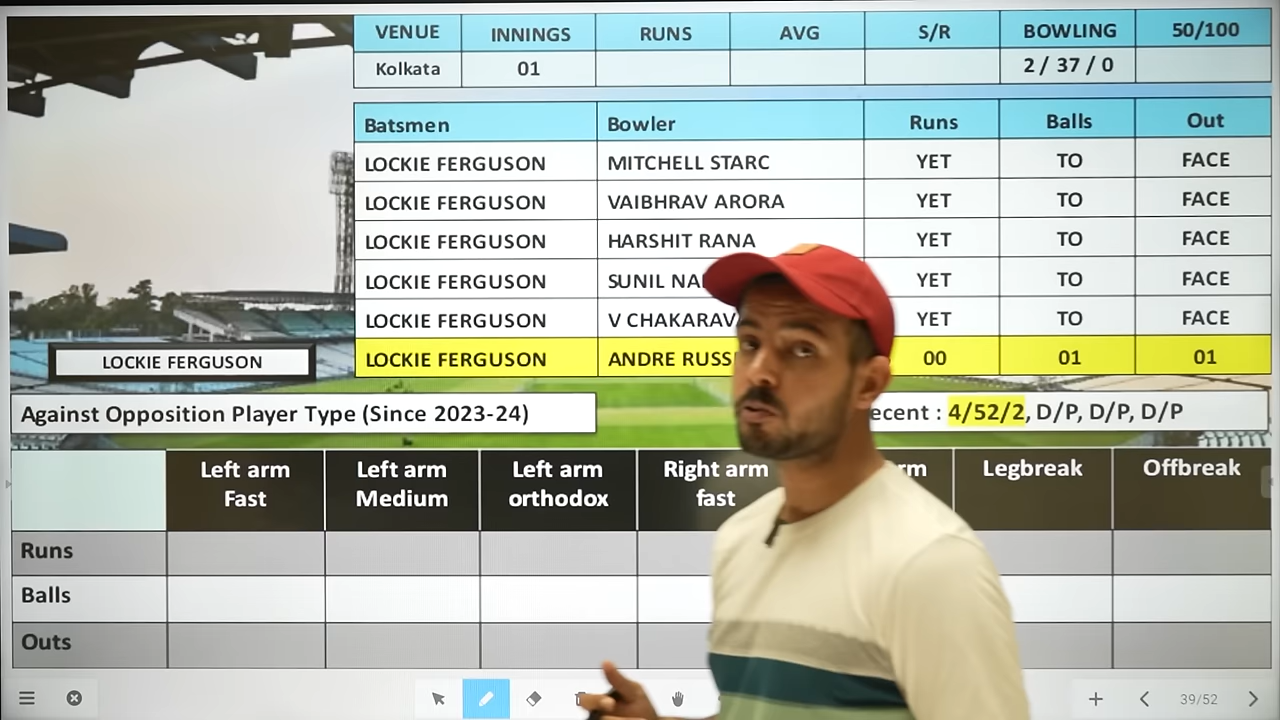 VENUE INNINGS RUNS AVG S/R BOWLING 50/100
Kolkata 01 2 / 37 / 0
Batsmen Bowler Runs Balls Out
LOCKIE FERGUSON MITCHELL STARC YET TO FACE
LOCKIE FERGUSON VAIBHRAV ARORA YET TO FACE
LOCKIE FERGUSON HARSHIT RANA YET TO FACE
LOCKIE FERGUSON SUNIL YET TO FACE
LOCKIE FERGUSON V YET TO FACE
LOCKIE FERGUSON ANDRE 00 01 01
LOCKIE FERGUSON
Against Opposition Player Type (Since 2023-24)
: 4/52/2, D/P, D/P, D/P
Left arm Fast
Left arm Medium
Left arm orthodox
Right arm fast
Legbreak
Offbreak
Runs
Balls
Outs
39/52